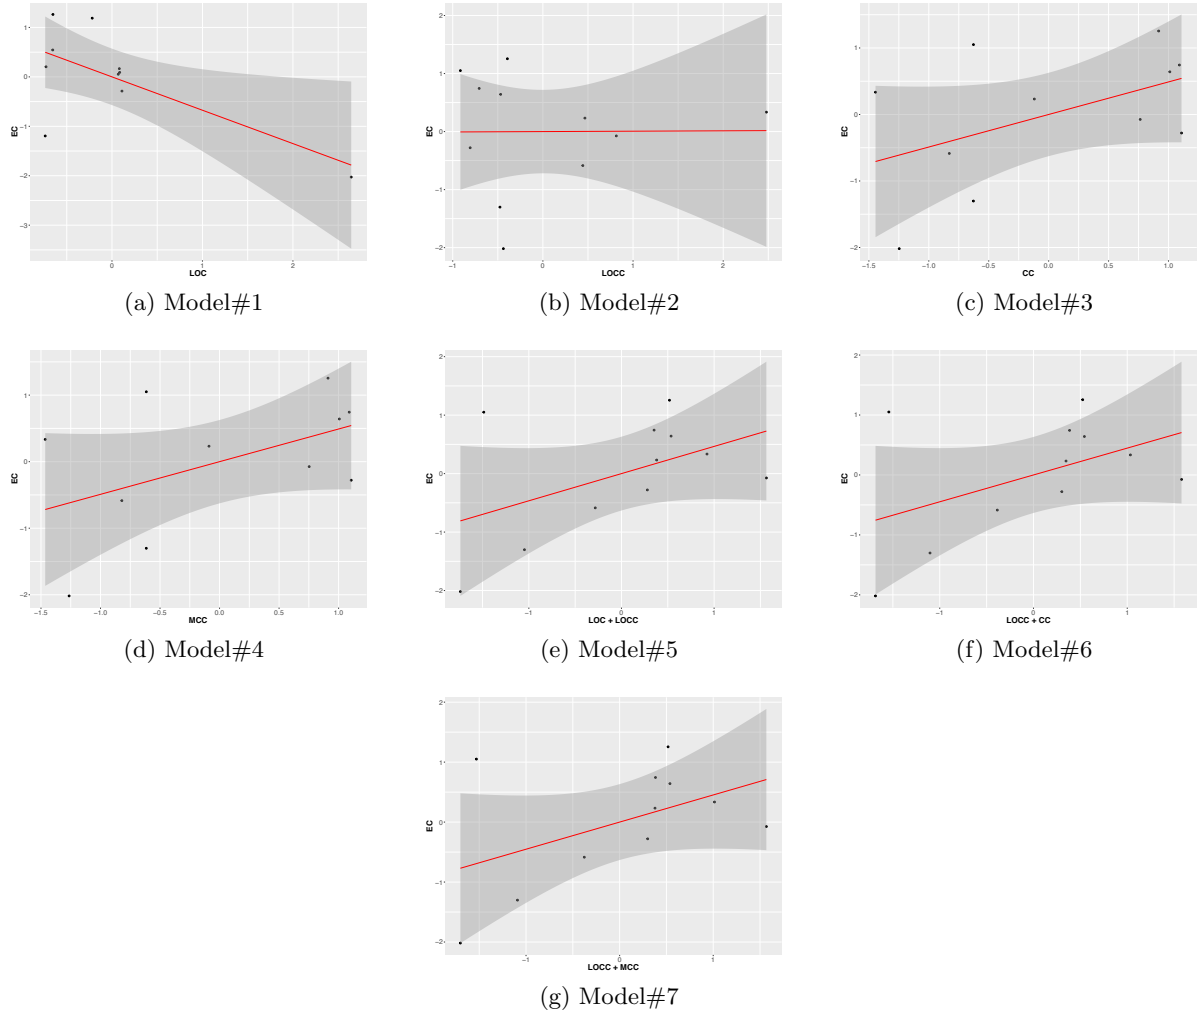 EC
1
0
−1
−2
−3
0
1
2
LOC
(a) Model#1
EC
2
1
0
−1
−2
−1
0
1
2
LOCC
(b) Model#2
EC
1
0
−1
−2
−1.5
−1.0
−0.5
0.0
0.5
1.0
CC
(c) Model#3
EC
1
0
−1
−2
−1.5
−1.0
−0.5
0.0
0.5
1.0
MCC
(d) Model#4
EC
2
1
0
−1
−2
−1
0
1
LOC + LOCC
(e) Model#5
EC
2
1
0
−1
−2
−1
0
1
LOCC + CC
(f) Model#6
EC
2
1
0
−1
−2
−1
0
1
LOCC + MCC
(g) Model#7